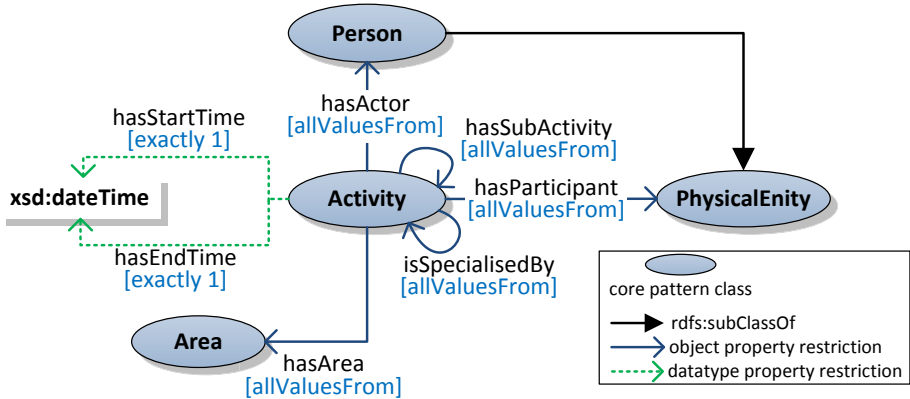 Person
hasActor
[allValuesFrom]
hasStartTime
[exactly 1]
hasSubActivity
[allValuesFrom]
xsd:dateTime
Activity
hasParticipant
[allValuesFrom]
PhysicalEnity
hasEndTime
[exactly 1]
isSpecialisedBy
[allValuesFrom]
Area
hasArea
[allValuesFrom]
core pattern class
rdfs:subClassOf
object property restriction
datatype property restriction